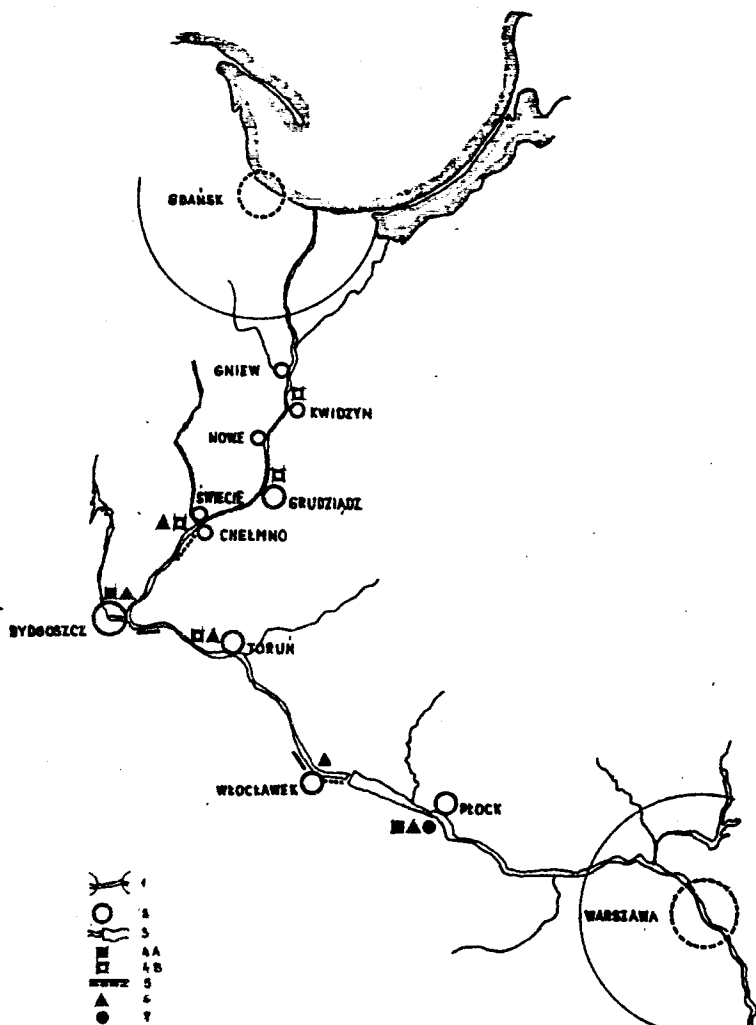 GDAŃSK
GNIEW
KWIDZYN
NOWE
ŚWIECIE
GRUDZIĄDZ
CHEŁMNO
BYDGOSZCZ
TORUŃ
WŁOCŁAWEK
PŁOCK
WARSZAWA
1
2
3
4A
4B
5
6
7